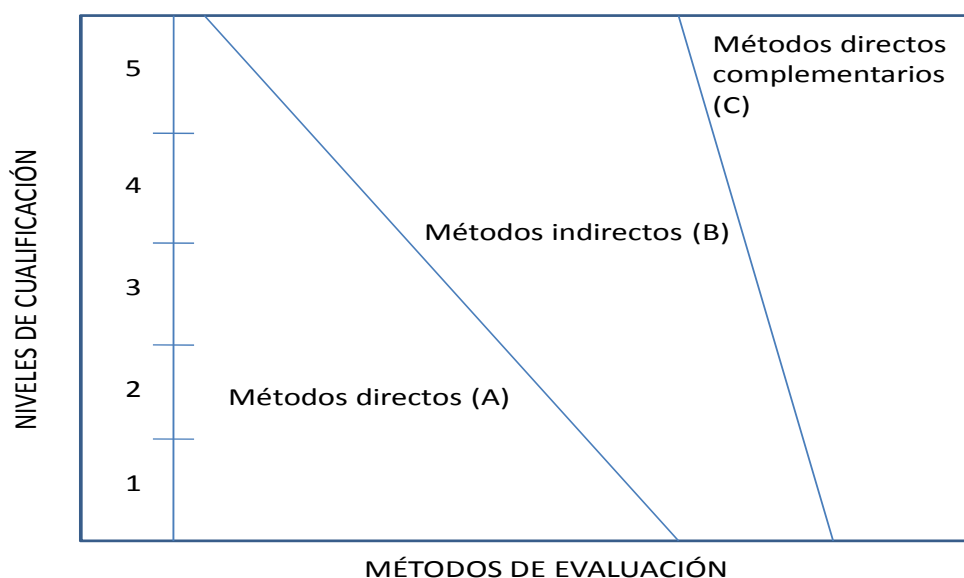 NIVELES DE CUALIFICACIÓN
5
4
3
2
1
Métodos directos
complementarios
(C)
Métodos indirectos (B)
Métodos directos (A)
MÉTODOS DE EVALUACIÓN